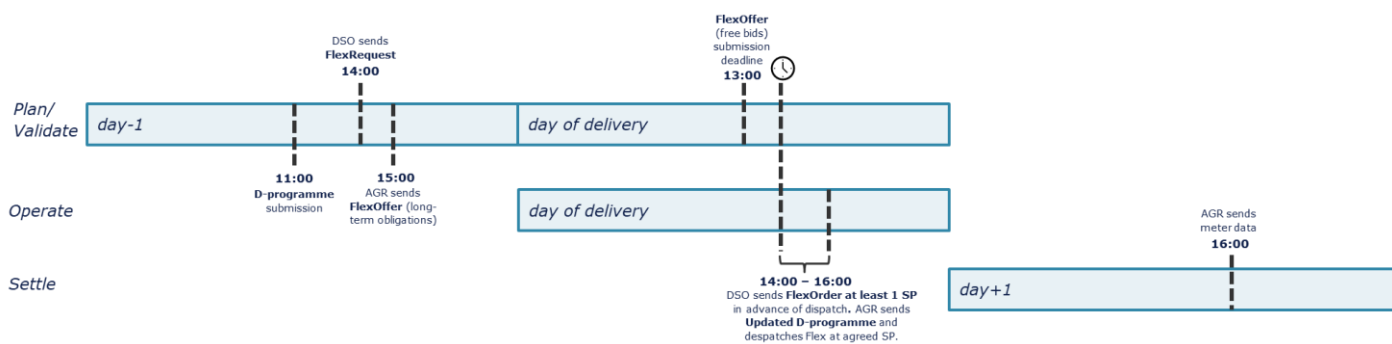 DSO sends
FlexRequest
14:00
FlexOffer
(free bids)
submission
deadline
13:00
Plan/
Validate
day-1
day of delivery
11:00
D-programme
submission
15:00
AGR sends
FlexOffer (long-
term obligations)
Operate
day of delivery
AGR sends
meter data
16:00
Settle
14:00 – 16:00
DSO sends FlexOrder at least 1 SP
in advance of dispatch. AGR sends
Updated D-programme and
despatches Flex at agreed SP.
day+1